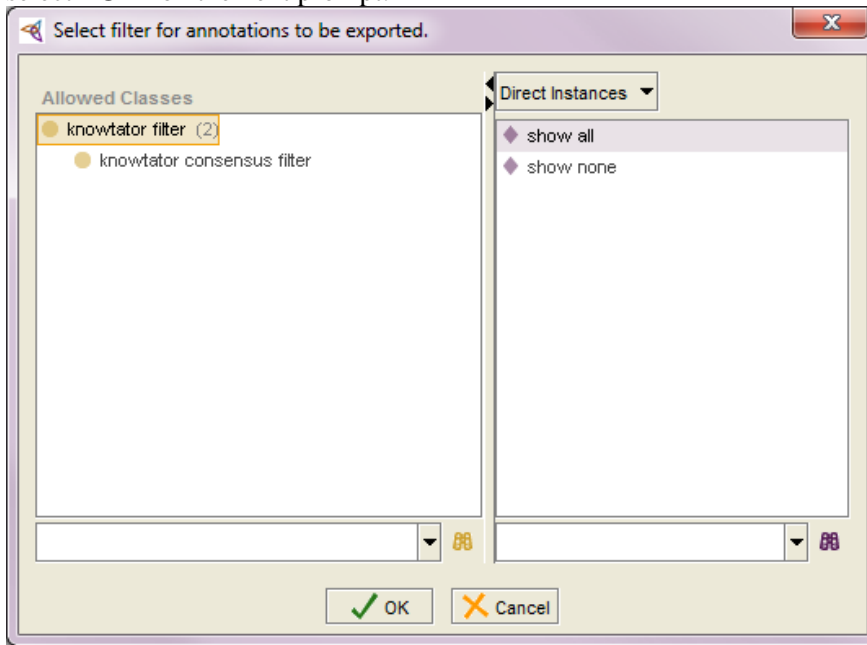 Select filter for annotations to be exported.
Allowed Classes
Direct Instances
knowtator filter (2)
knowtator consensus filter
show all
show none
OK
Cancel